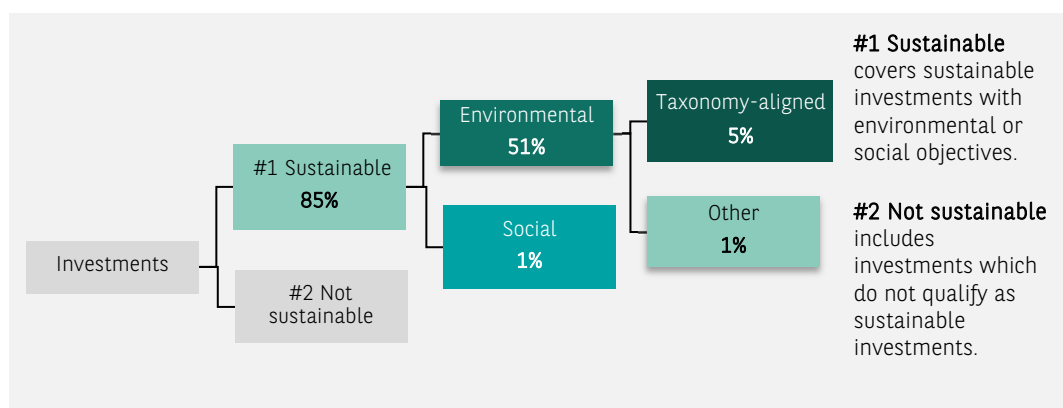 Investments
#1 Sustainable
85%
#2 Not
sustainable
Environmental
51%
Social
1%
Taxonomy-aligned
5%
Other
1%
#1 Sustainable
covers sustainable
investments with
environmental or
social objectives.
#2 Not sustainable
includes
investments which
do not qualify as
sustainable
investments.